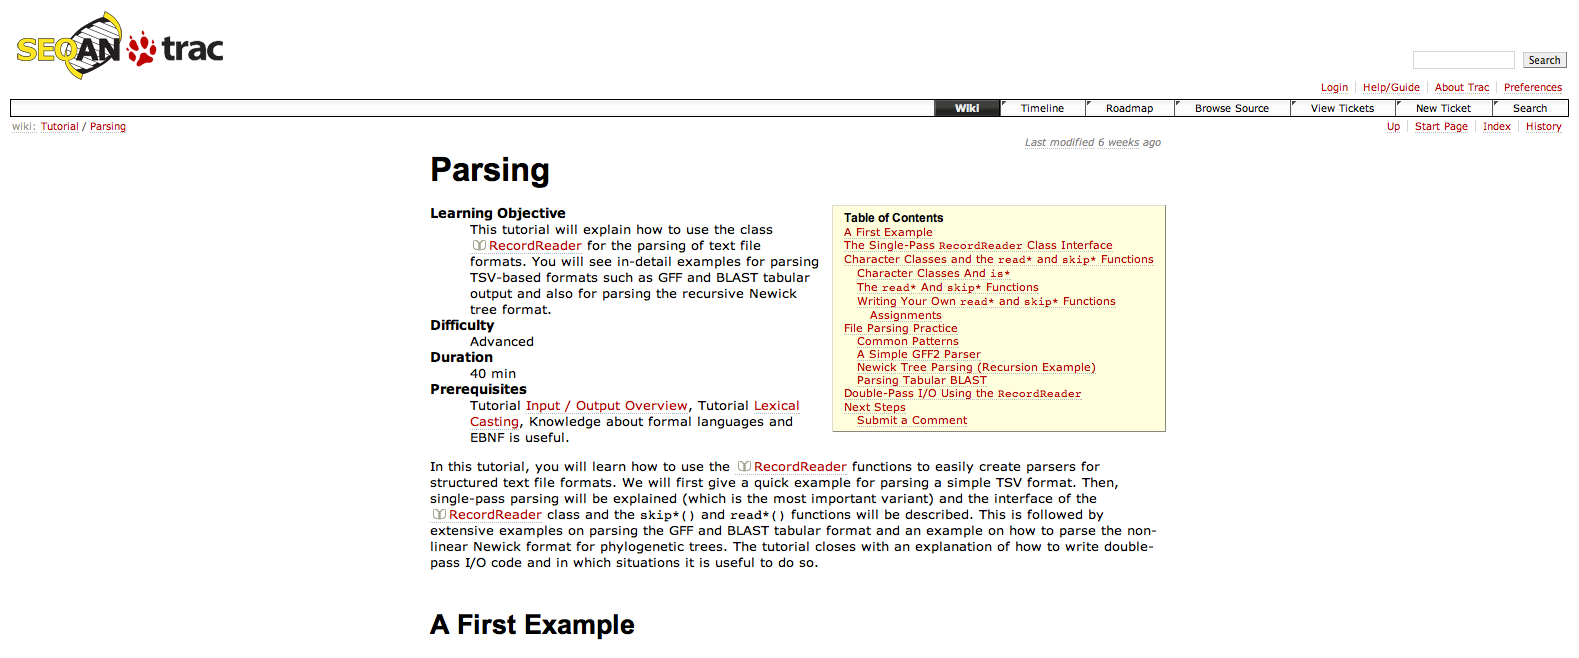 SEQAN trac
Search
Login Help/Guide About Trac Preferences
Wiki Timeline Roadmap Browse Source View Tickets New Ticket Search
wiki: Tutorial / Parsing
Up Start Page Index History
Last modified 6 weeks ago
Parsing
Learning Objective
This tutorial will explain how to use the class
RecordReader for the parsing of text file
formats. You will see in-detail examples for parsing
TSV-based formats such as GFF and BLAST tabular
output and also for parsing the recursive Newick
tree format.
Difficulty
Advanced
Duration
40 min
Prerequisites
Tutorial Input / Output Overview, Tutorial Lexical
Casting, Knowledge about formal languages and
EBNF is useful.
Table of Contents
A First Example
The Single-Pass RecordReader Class Interface
Character Classes and the read* and skip* Functions
Character Classes And is*
The read* And skip* Functions
Writing Your Own read* and skip* Functions
Assignments
File Parsing Practice
Common Patterns
A Simple GFF2 Parser
Newick Tree Parsing (Recursion Example)
Parsing Tabular BLAST
Double-Pass I/O Using the RecordReader
Next Steps
Submit a Comment
In this tutorial, you will learn how to use the RecordReader functions to easily create parsers for
structured text file formats. We will first give a quick example for parsing a simple TSV format. Then,
single-pass parsing will be explained (which is the most important variant) and the interface of the
RecordReader class and the skip*() and read*() functions will be described. This is followed by
extensive examples on parsing the GFF and BLAST tabular format and an example on how to parse the non-
linear Newick format for phylogenetic trees. The tutorial closes with an explanation of how to write double-
pass I/O code and in which situations it is useful to do so.
A First Example